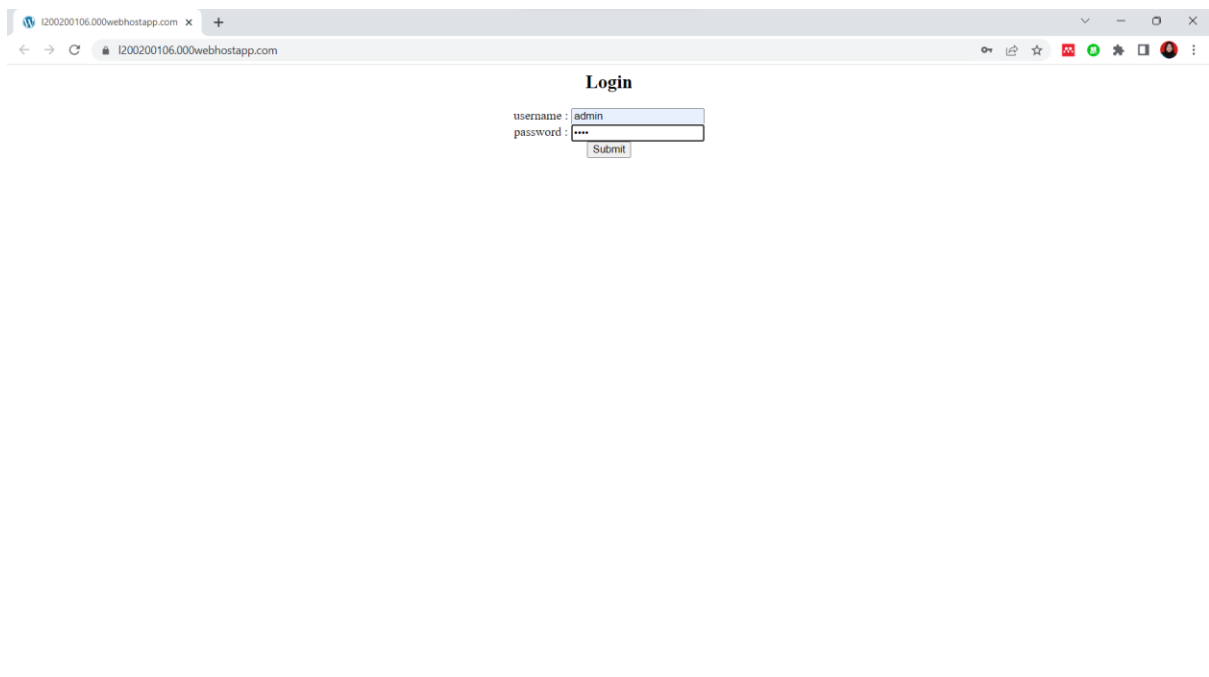 l200200106.000webhostapp.com
l200200106.000webhostapp.com
Login
username : admin
password : ••••
Submit